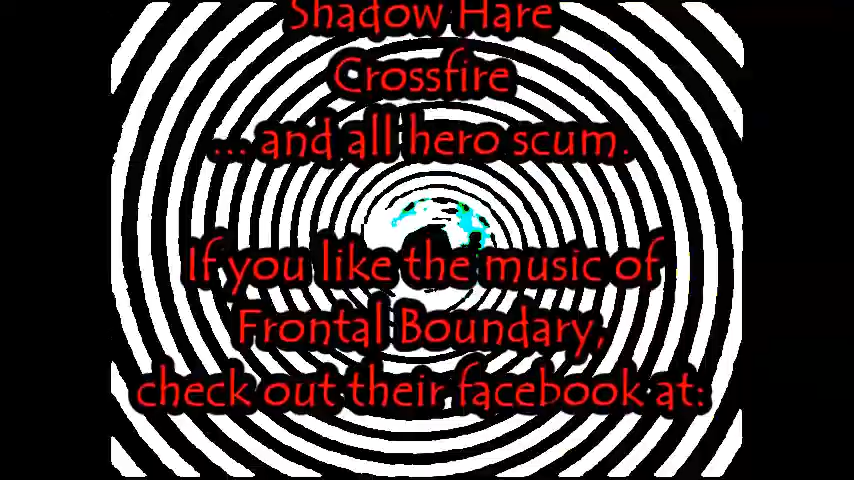 Shadow Hare
Crossfire
... and all hero scum.
If you like the music of
Frontal Boundary,
check out their facebook at: